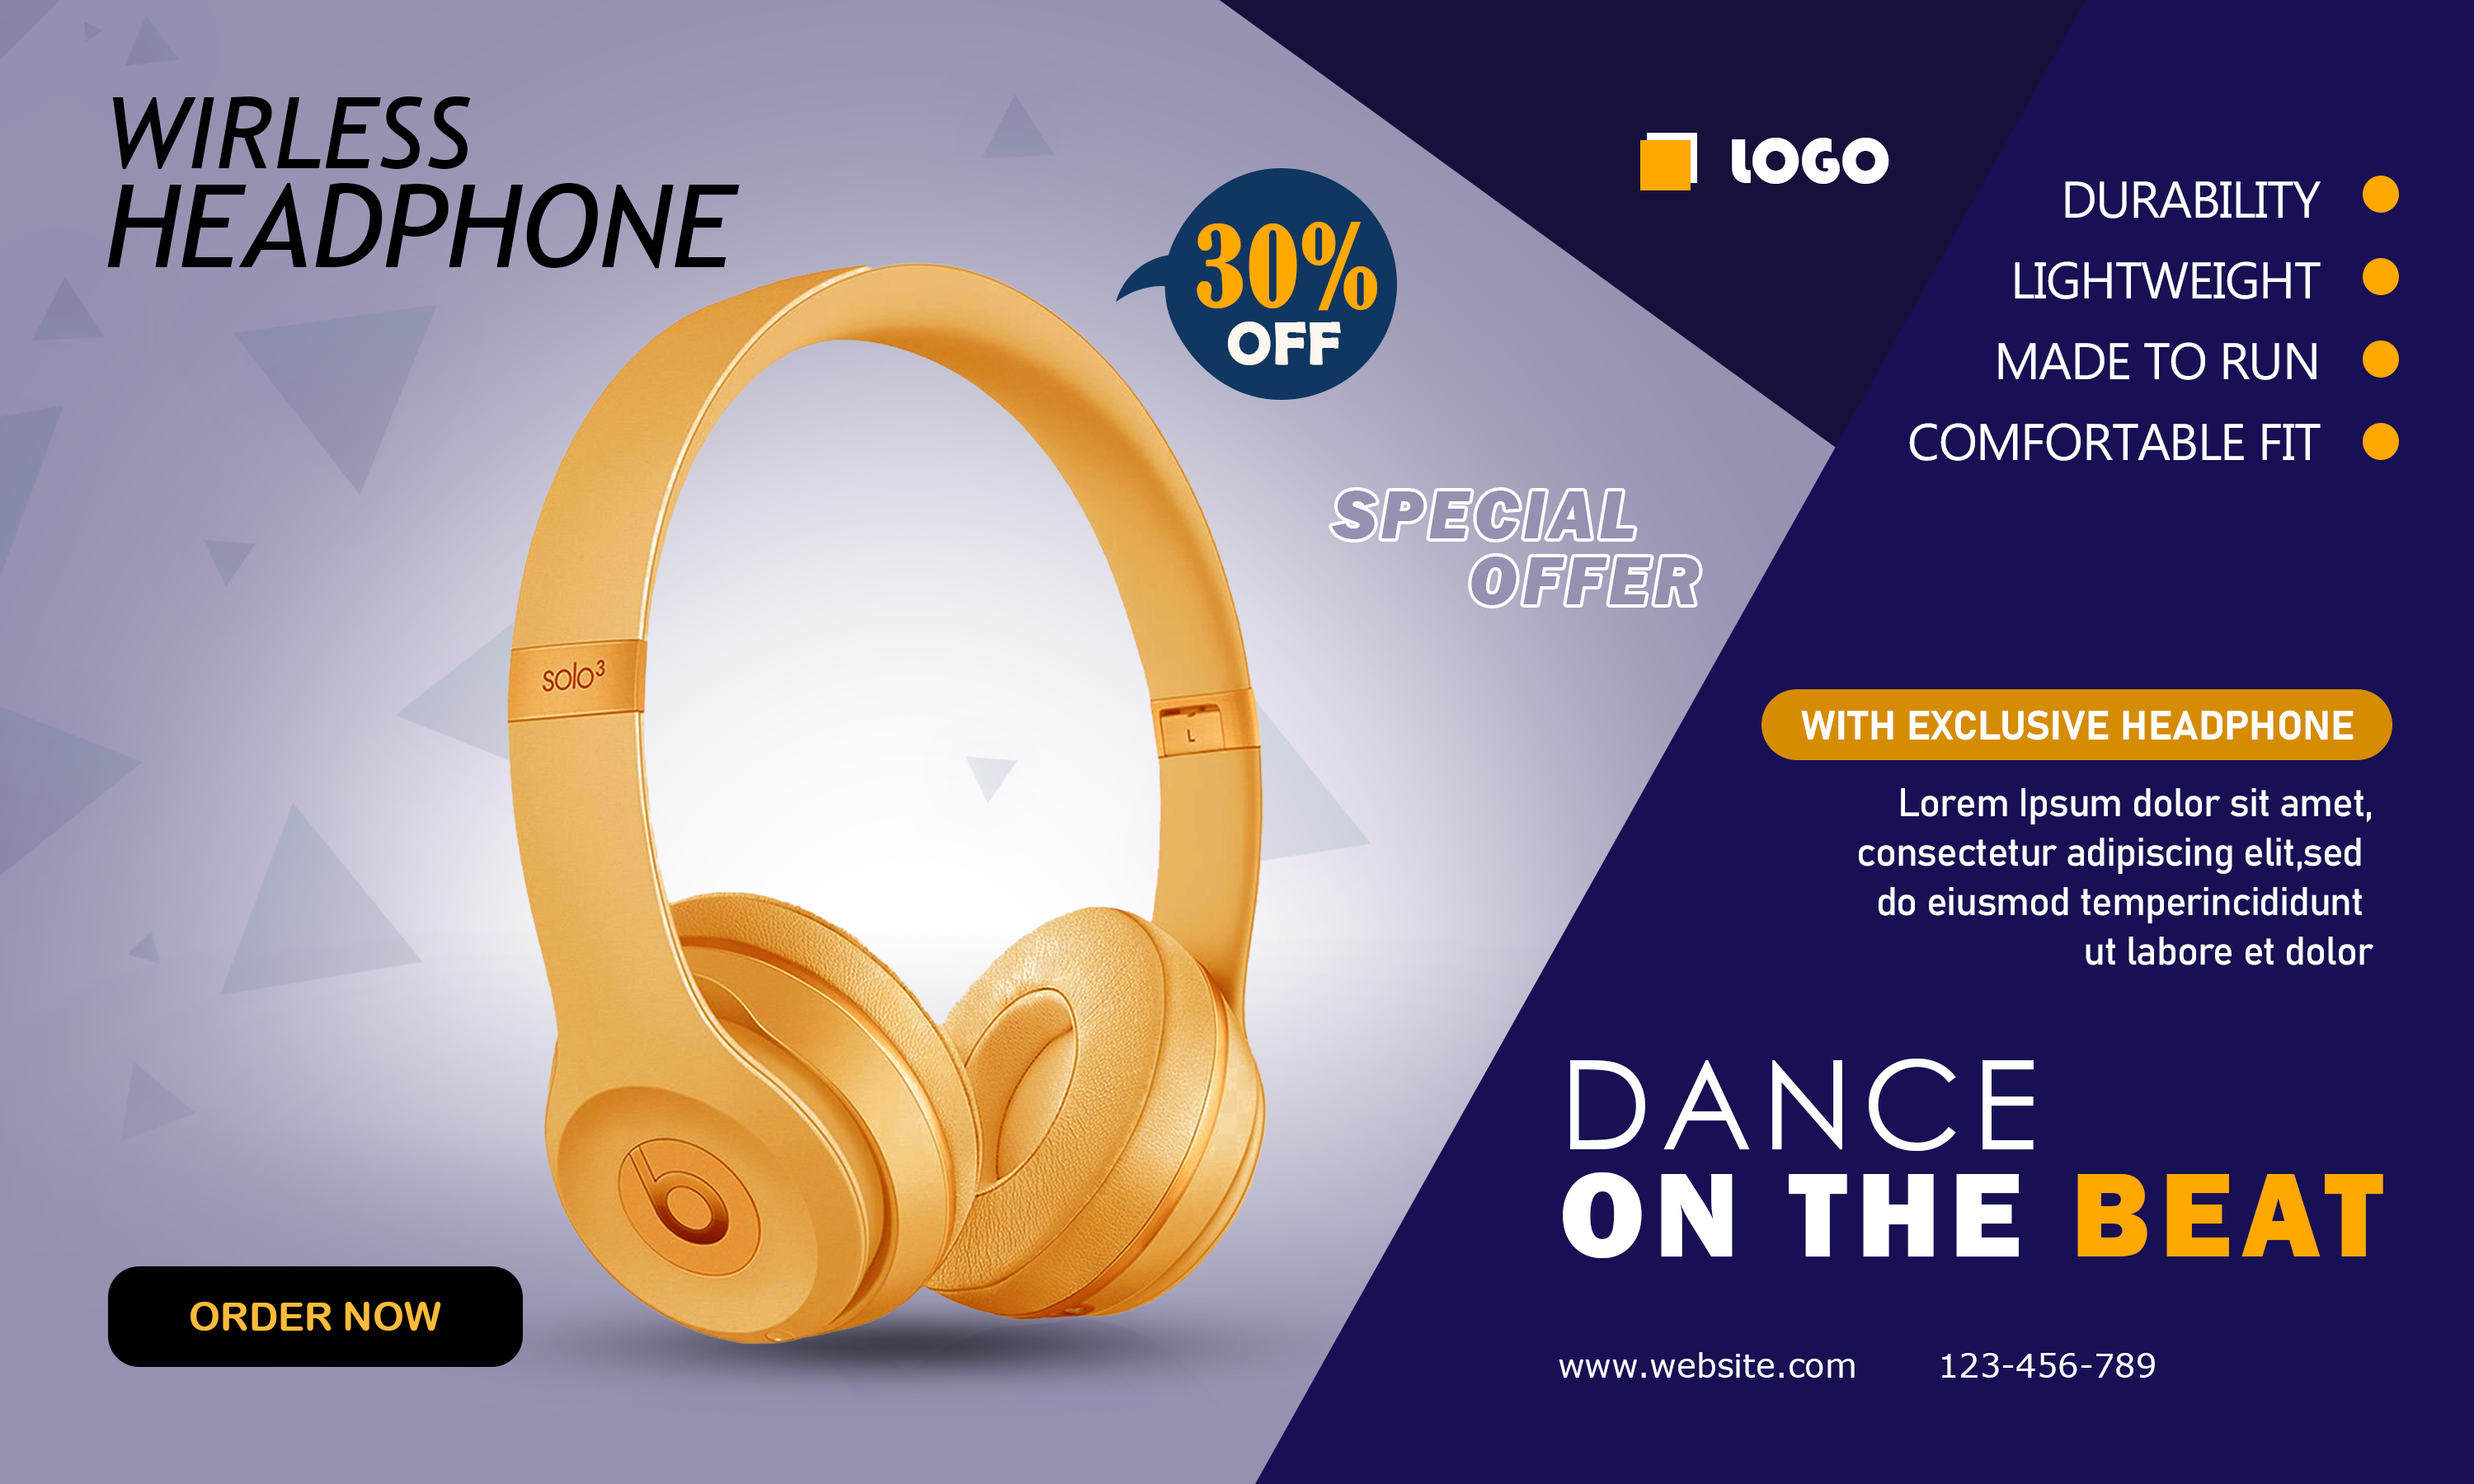 WIRLESS
HEADPHONE
30%
OFF
SPECIAL
OFFER
solo³
L
b
LOGO
DURABILITY
LIGHTWEIGHT
MADE TO RUN
COMFORTABLE FIT
WITH EXCLUSIVE HEADPHONE
Lorem Ipsum dolor sit amet,
consectetur adipiscing elit,sed
do eiusmod temperincididunt
ut labore et dolor
DANCE
ON THE BEAT
ORDER NOW
www.website.com 123-456-789